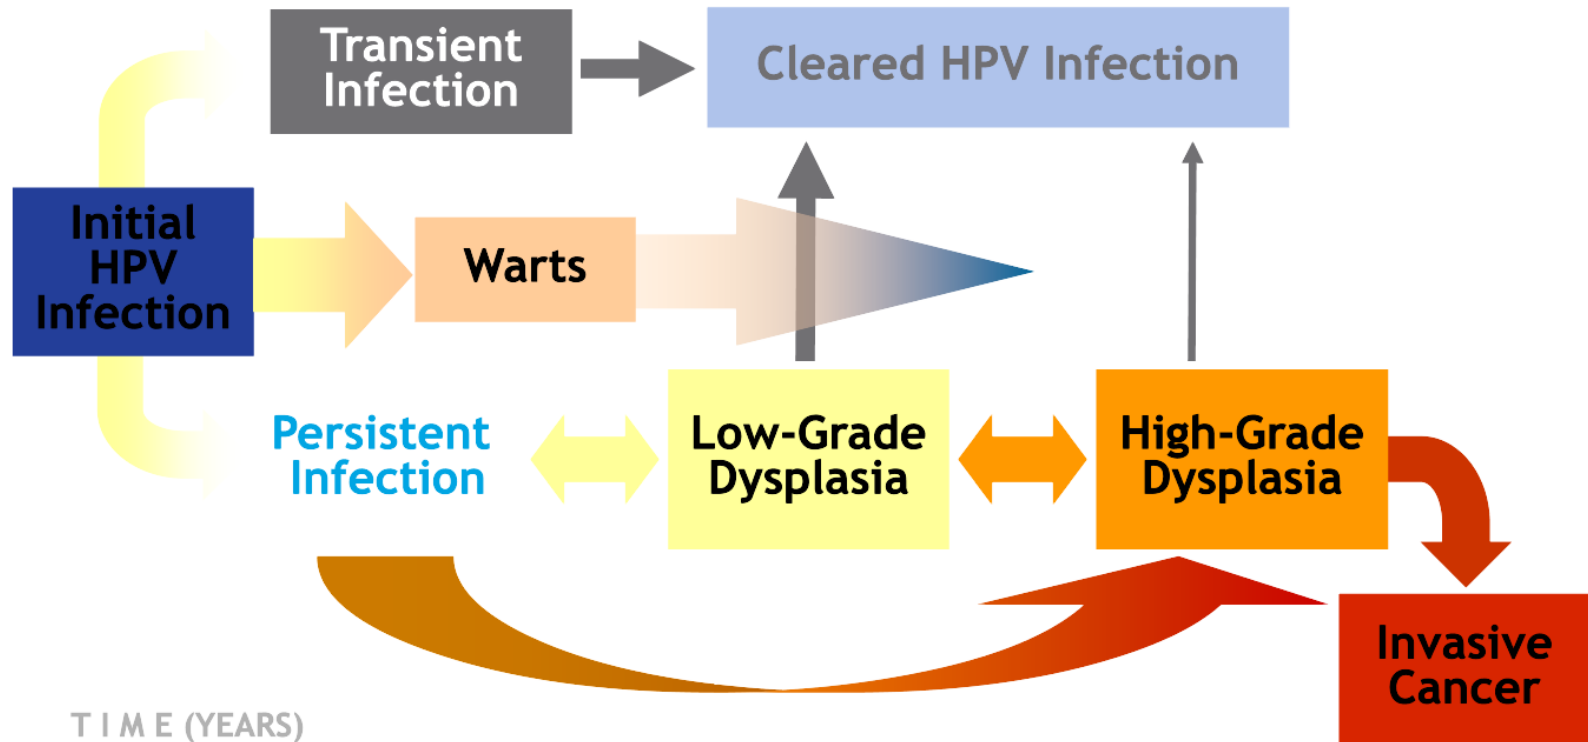 Transient
Infection
Cleared HPV Infection
Initial
HPV
Infection
Warts
Persistent
Infection
Low-Grade
Dysplasia
High-Grade
Dysplasia
Invasive
Cancer
T I M E (YEARS)